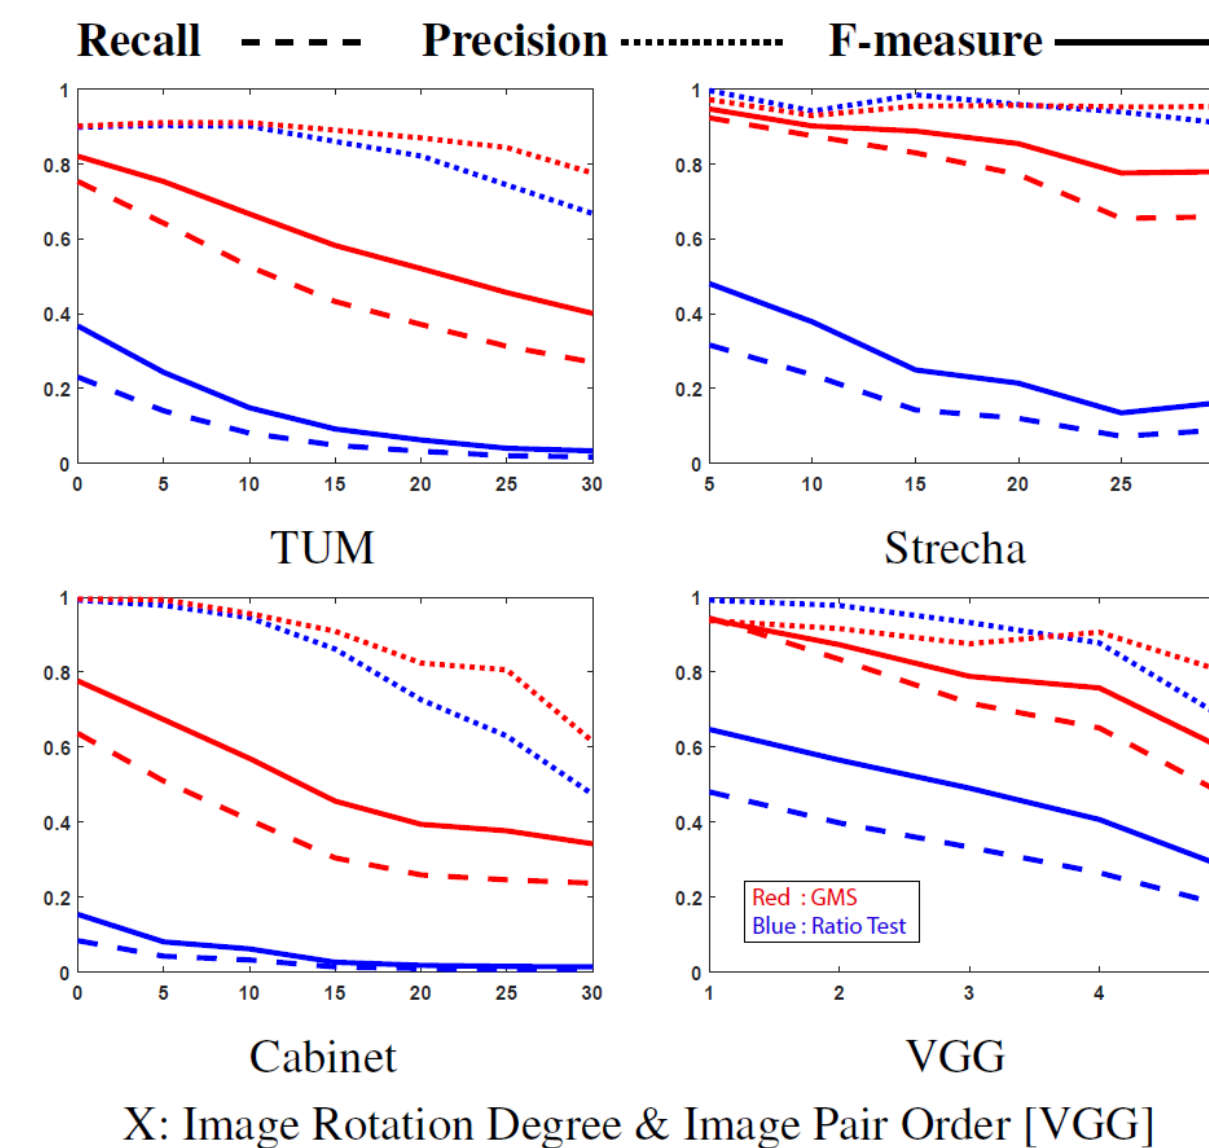 Recall Precision F-measure
1
0.8
0.6
0.4
0.2
0
0 5 10 15 20 25 30
TUM
1
0.8
0.6
0.4
0.2
0
5 10 15 20 25
Strecha
1
0.8
0.6
0.4
0.2
0
0 5 10 15 20 25 30
Cabinet
1
0.8
0.6
0.4
0.2
0
Red : GMS
Blue : Ratio Test
1 2 3 4
VGG
X: Image Rotation Degree & Image Pair Order [VGG]